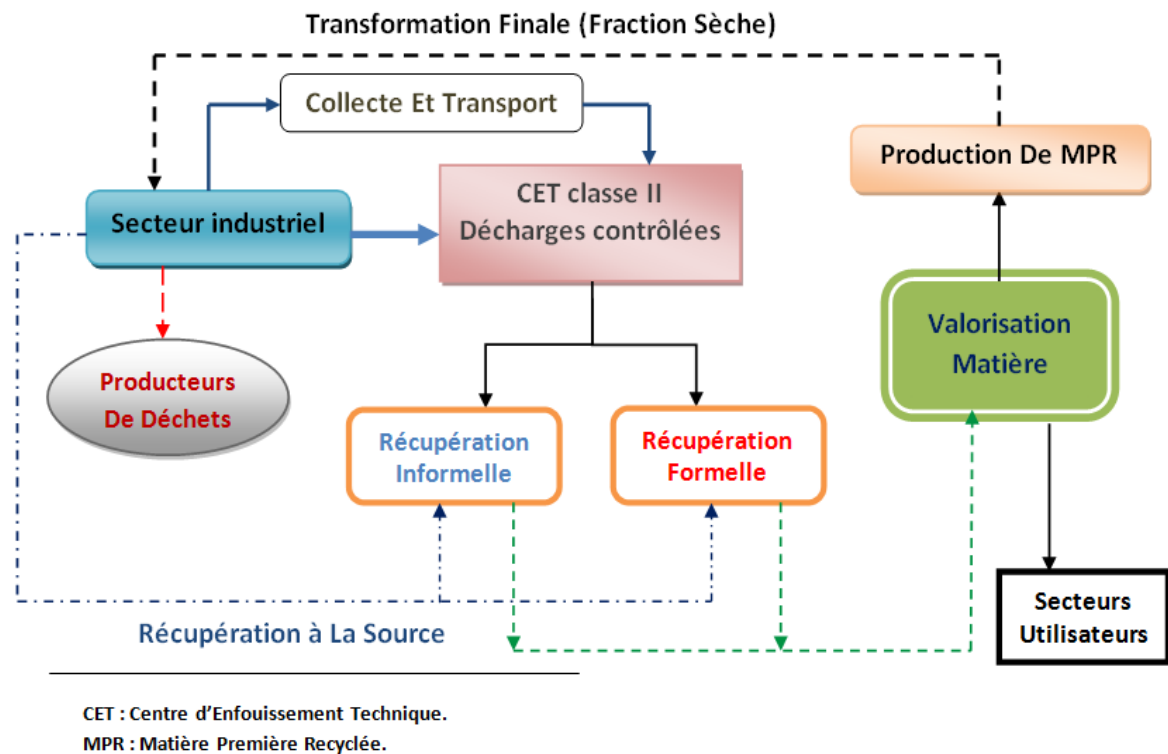 Transformation Finale (Fraction Sèche)
Collecte Et Transport
Production De MPR
CET classe II
Décharges contrôlées
Secteur industriel
Valorisation
Matière
Producteurs
De Déchets
Récupération
Informelle
Récupération
Formelle
Secteurs
Utilisateurs
Récupération à La Source
CET : Centre d'Enfouissement Technique.
MPR : Matière Première Recyclée.